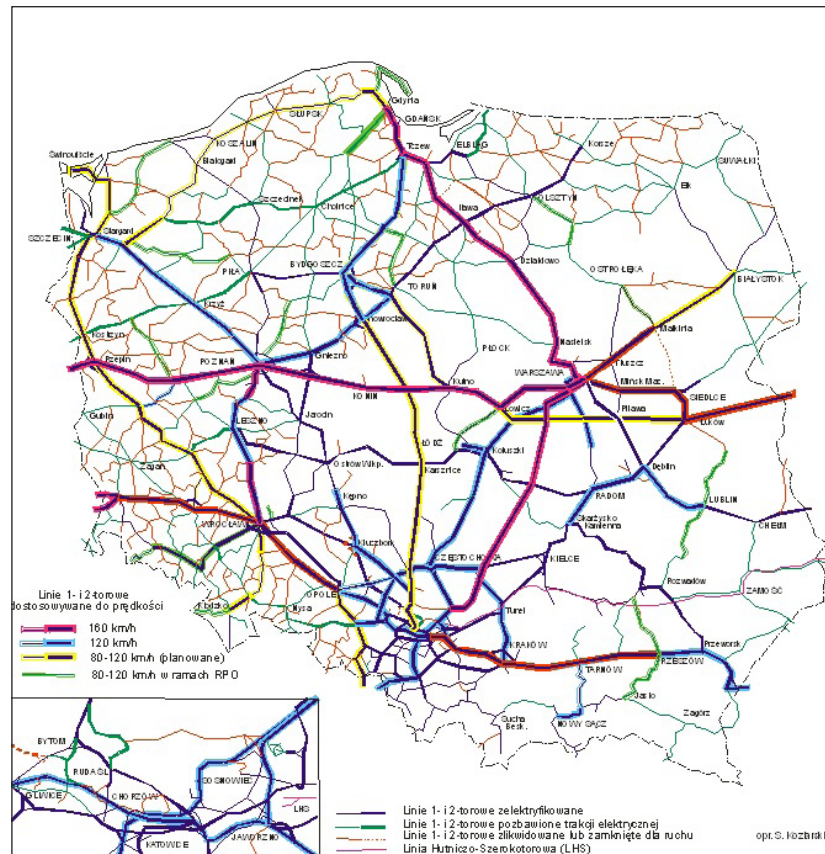 Gdynia
GDAŃSK
SŁUPSK
Tczew
ELBLĄG
Korsze
KOSZALIN
Białogard
SUWAŁKI
Świnoujście
Ełk
Szczecinek
Chojnice
OLSZTYN
Iława
SZCZECIN
Stargard
Działdowo
OSTROŁĘKA
BYDGOSZCZ
PIŁA
BIAŁYSTOK
TORUŃ
Krzyż
Inowrocław
Nasielsk
Małkinia
Kostrzyn
PŁOCK
Tłuszcz
Rzepin
POZNAŃ
Gniezno
WARSZAWA
Mińsk Maz.
Kutno
SIEDLCE
KONIN
Gubin
Jarocin
Łowicz
Pilawa
Łuków
LESZNO
ŁÓDŹ
Koluszki
Żagań
Ostrów Wlkp.
Karsznice
Dęblin
Kępno
RADOM
LUBLIN
WROCŁAW
Skarżysko
Kamienna
CHEŁM
Kluczbork
CZĘSTOCHOWA
KIELCE
OPOLE
Rozwadów
ZAMOŚĆ
Kłodzko
Nysa
Tunel
KRAKÓW
Przeworsk
TARNÓW
RZESZÓW
Jasło
Sucha
Besk.
NOWY SĄCZ
Zagórz
Linie 1- i 2-torowe
dostosowywane do prędkości
160 km/h
120 km/h
80-120 km/h (planowane)
80-120 km/h w ramach RPO
BYTOM
RUDA ŚL.
SOSNOWIEC
GLIWICE
CHORZÓW
LHS
KATOWICE
JAWORZNO
Linie 1- i 2-torowe zelektryfikowane
Linie 1- i 2-torowe pozbawione trakcji elektrycznej
Linie 1- i 2-torowe zlikwidowane lub zamknięte dla ruchu
Linia Hutniczo-Szerokotorowa (LHS)
opr. S. Koziarski